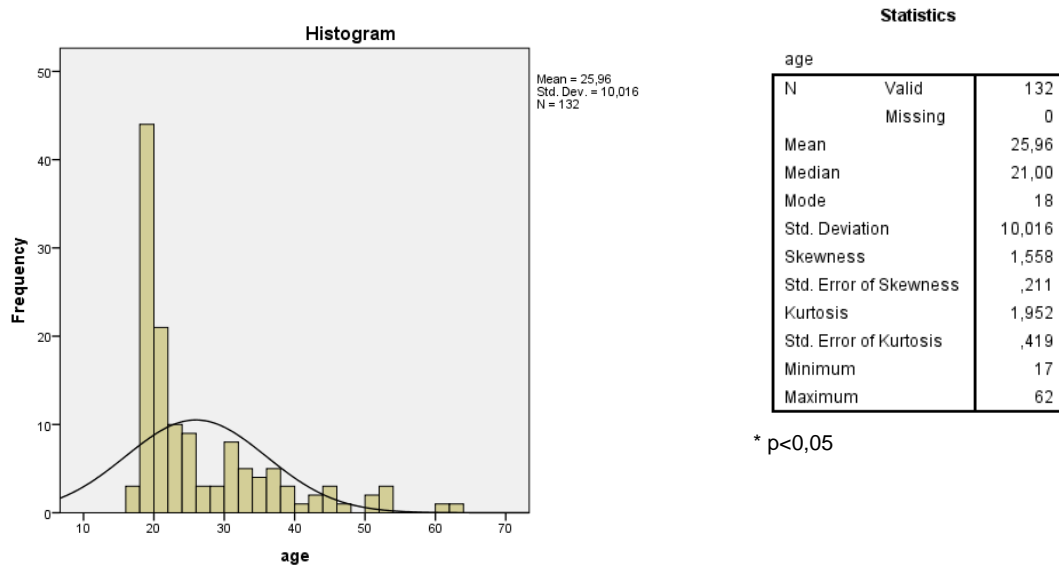 Histogram
Mean = 25,96
Std. Dev. = 10,016
N = 132
Frequency
50
40
30
20
10
0
10 20 30 40 50 60 70
age
Statistics
age
N Valid 132
Missing 0
Mean 25,96
Median 21,00
Mode 18
Std. Deviation 10,016
Skewness 1,558
Std. Error of Skewness ,211
Kurtosis 1,952
Std. Error of Kurtosis ,419
Minimum 17
Maximum 62
* p<0,05